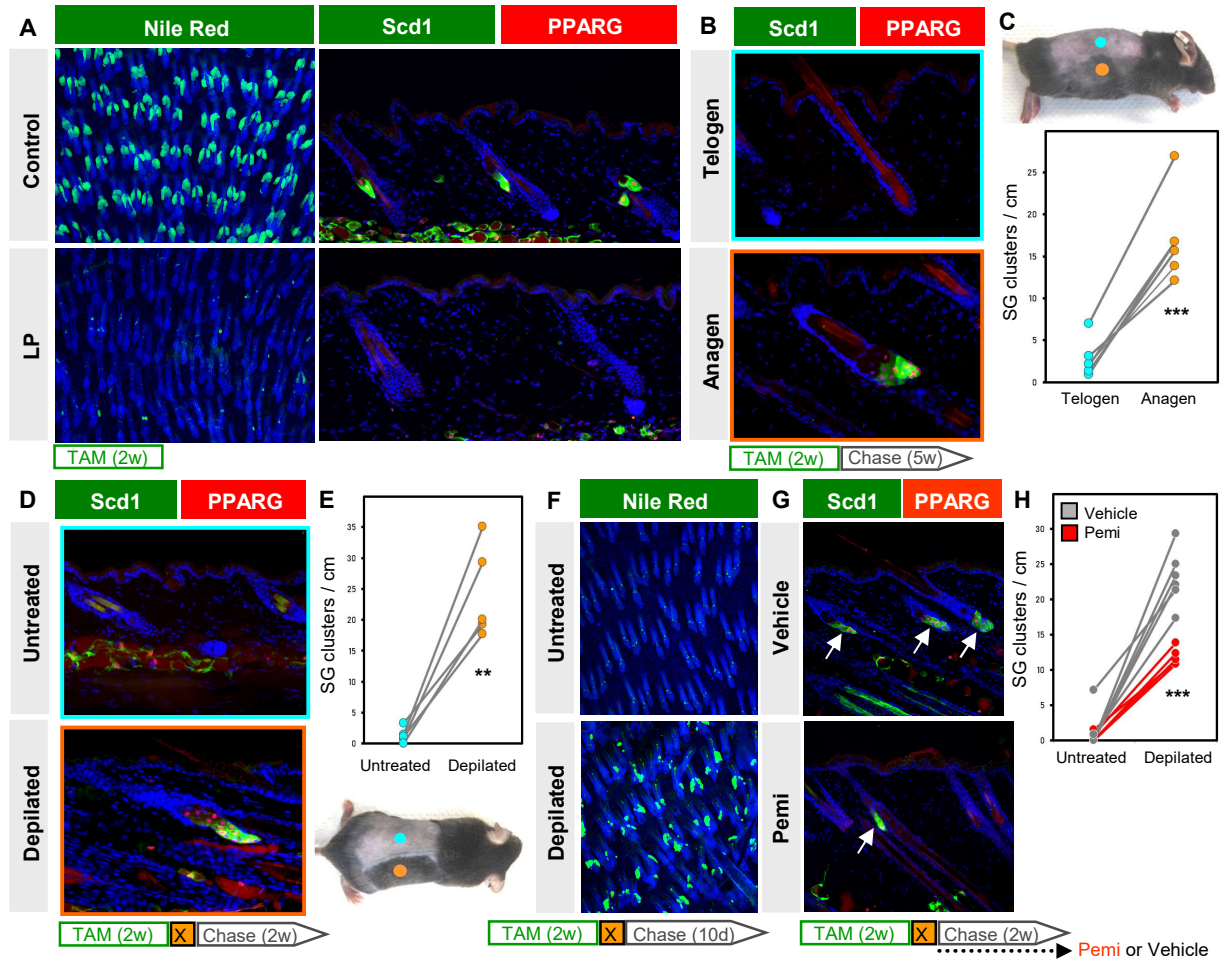 A
Nile Red
Scd1
PPARG
Control
LP
TAM (2w)
B
Scd1
PPARG
Telogen
Anagen
TAM (2w)
Chase (5w)
C
SG clusters / cm
25
20
15
10
5
0
***
Telogen
Anagen
D
Scd1
PPARG
Untreated
Depilated
TAM (2w)
X
Chase (2w)
E
SG clusters / cm
35
30
25
20
15
10
5
0
**
Untreated
Depilated
F
Nile Red
Untreated
Depilated
TAM (2w)
X
Chase (10d)
G
Scd1
PPARG
Vehicle
Pemi
TAM (2w)
X
Chase (2w)
Pemi or Vehicle
H
Vehicle
Pemi
SG clusters / cm
30
25
20
15
10
5
0
***
Untreated
Depilated